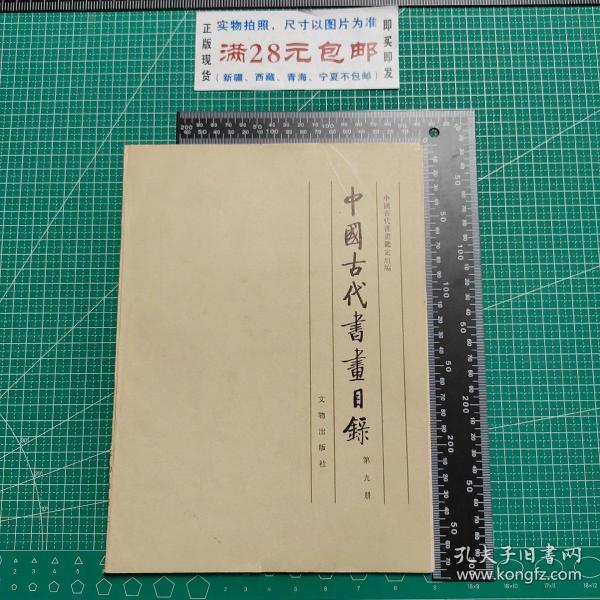 正版现货
实物拍照，尺寸以图片为准
满28元包邮
（新疆、西藏、青海、宁夏不包邮）
即买即发
中國古代書畫鑑定組編
中國古代書畫目錄
第九册
文物出版社
孔夫子旧书网
www.kongfz.com